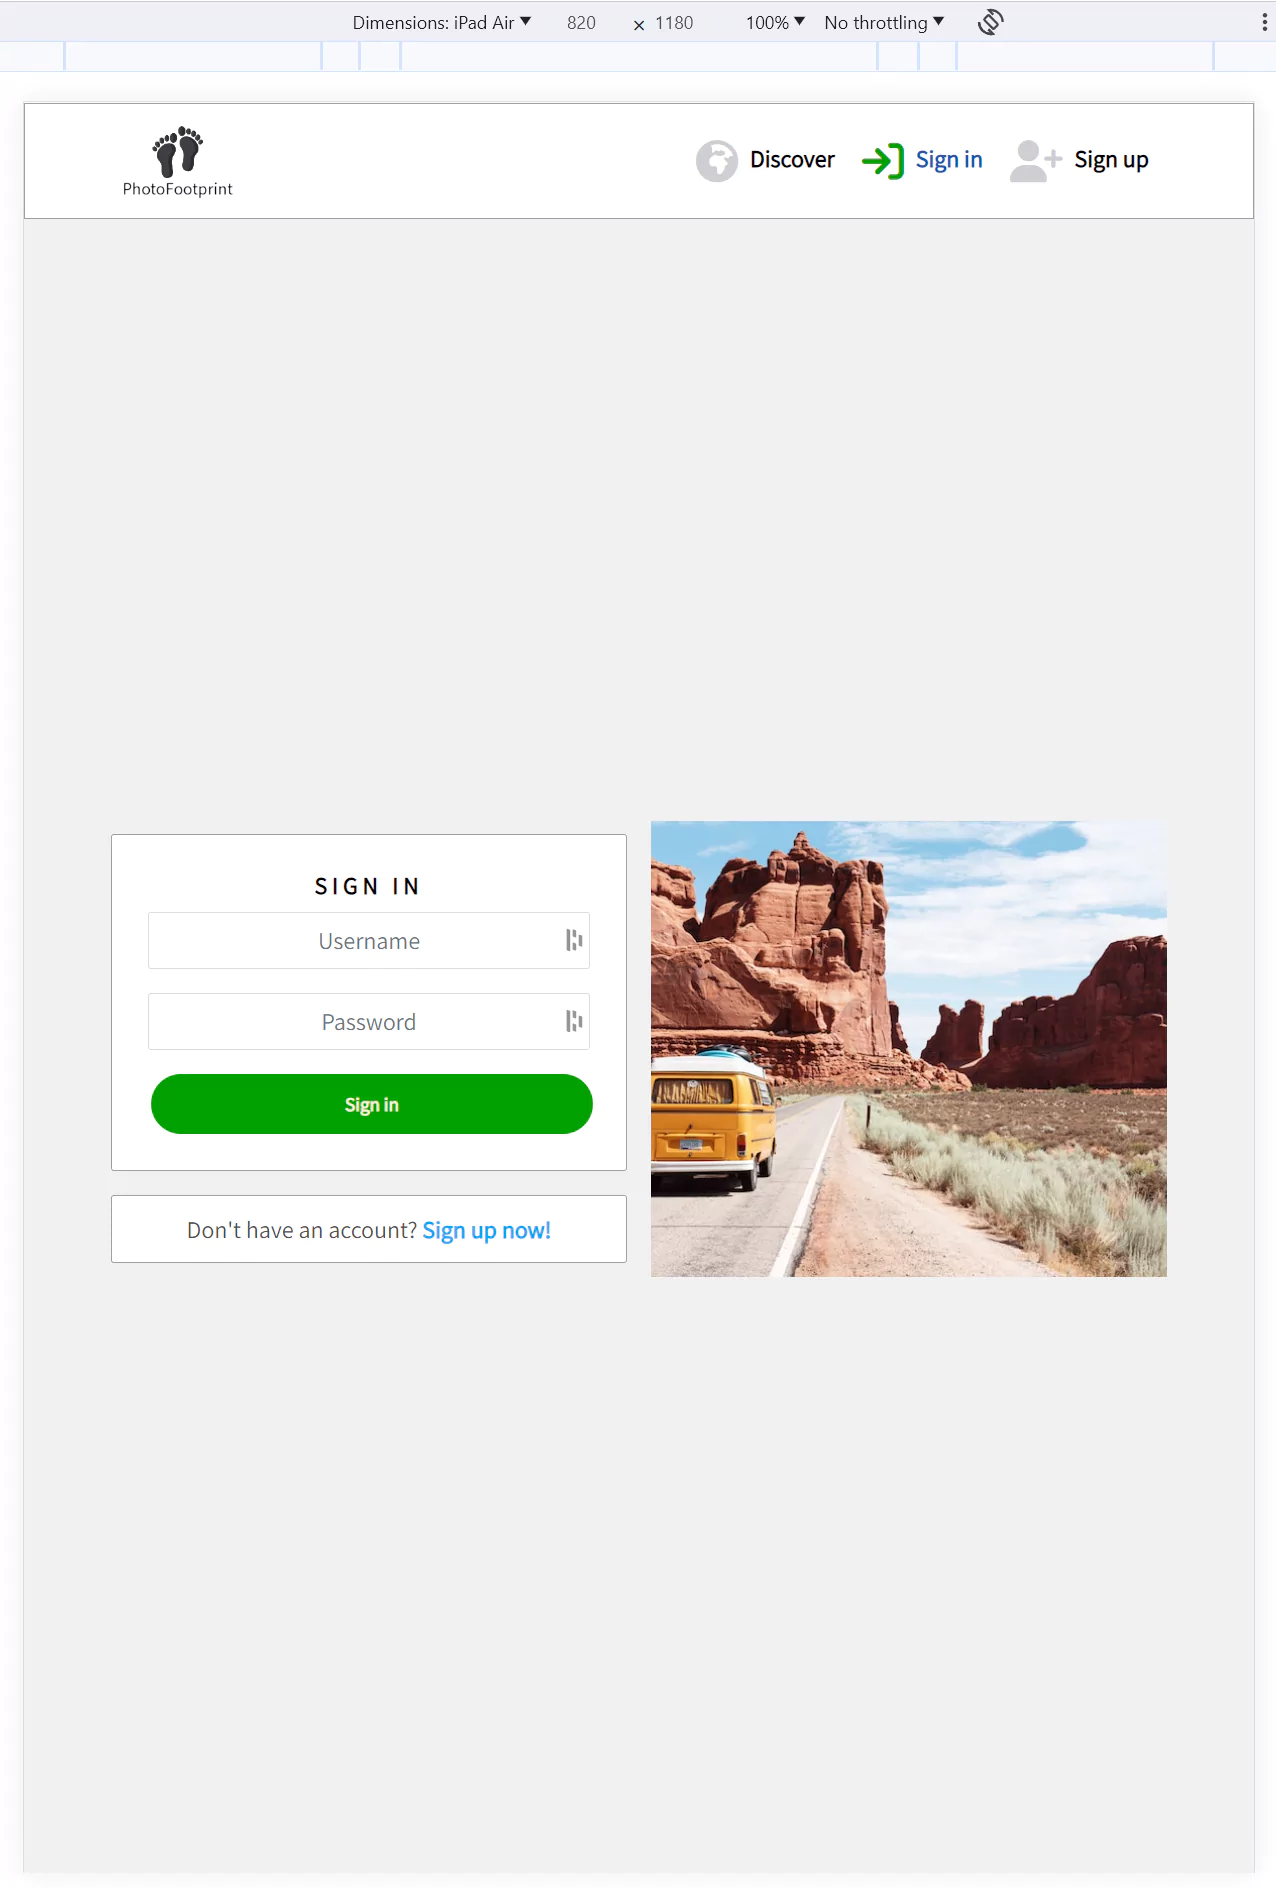 Dimensions: iPad Air ▼ 820 × 1180 100% ▼ No throttling ▼
PhotoFootprint
Discover Sign in Sign up
SIGN IN
Username
Password
Sign in
Don't have an account? Sign up now!